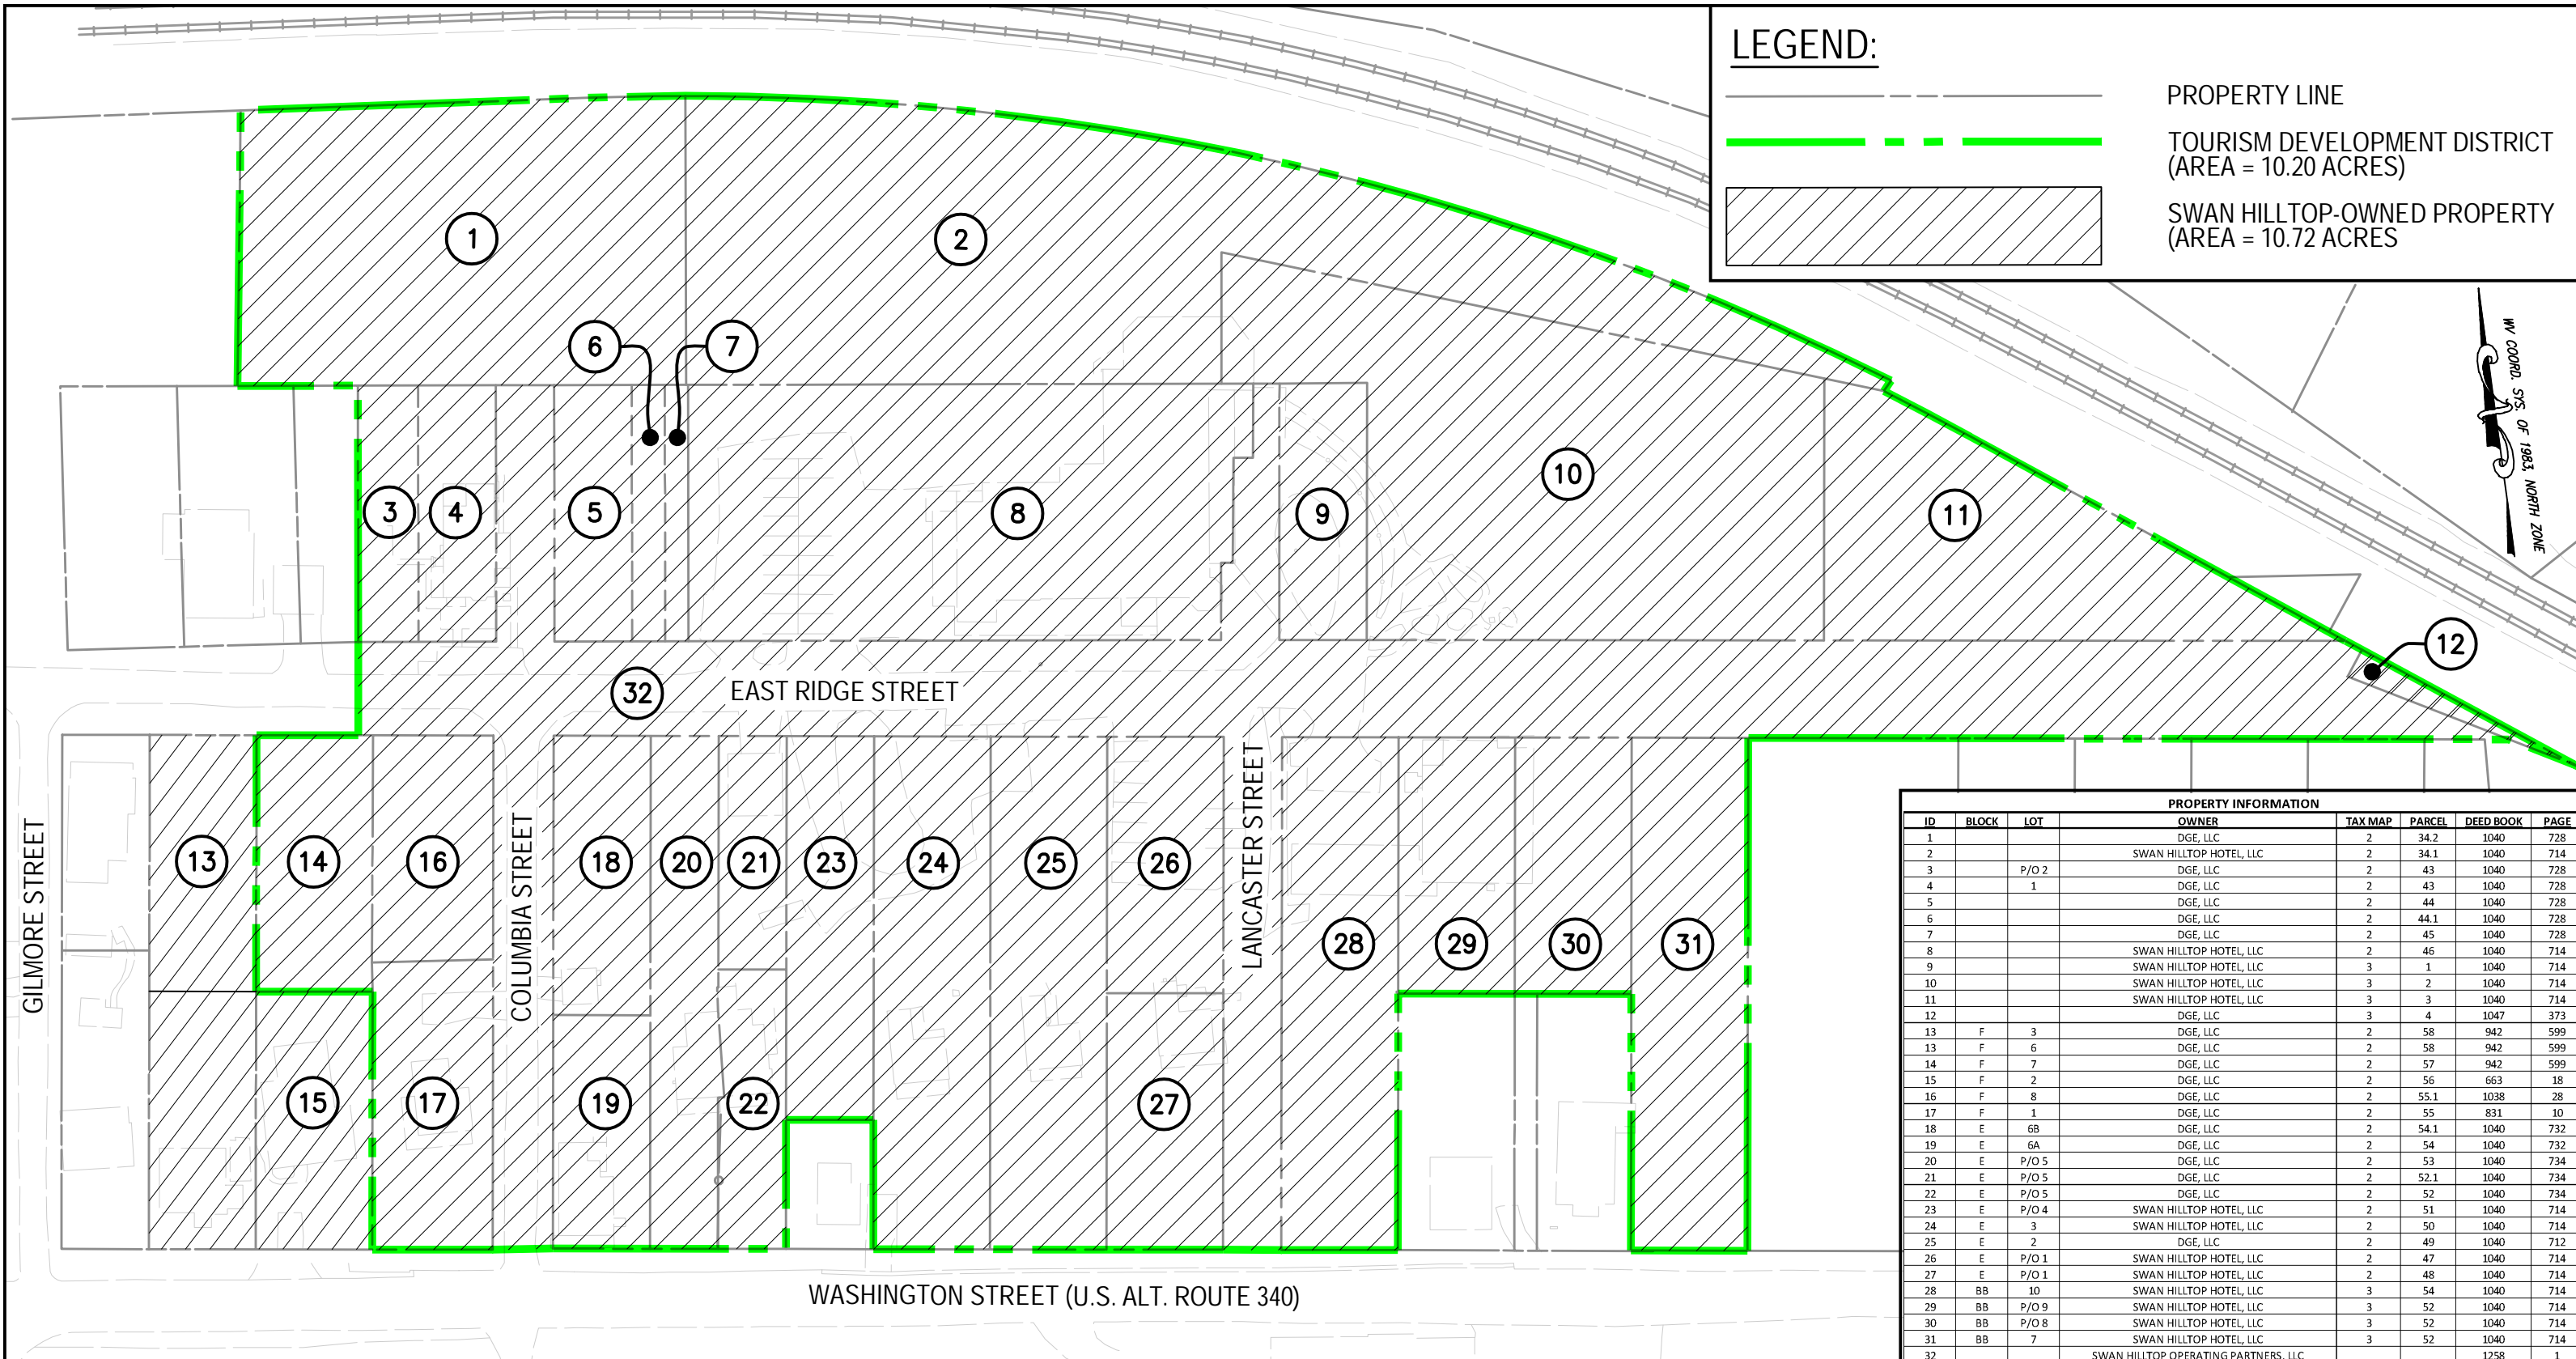 LEGEND:
PROPERTY LINE
TOURISM DEVELOPMENT DISTRICT
(AREA = 10.20 ACRES)
SWAN HILLTOP-OWNED PROPERTY
(AREA = 10.72 ACRES
WV COORD. SYS. OF 1983, NORTH ZONE
1
2
6
7
3
4
5
8
9
10
11
12
32
EAST RIDGE STREET
GILMORE STREET
13
14
16
COLUMBIA STREET
18
20
21
23
24
25
26
LANCASTER STREET
28
29
30
31
15
17
19
22
27
WASHINGTON STREET (U.S. ALT. ROUTE 340)
PROPERTY INFORMATION
ID BLOCK LOT OWNER TAX MAP PARCEL DEED BOOK PAGE
1 DGE, LLC 2 34.2 1040 728
2 SWAN HILLTOP HOTEL, LLC 2 34.1 1040 714
3 P/O 2 DGE, LLC 2 43 1040 728
4 1 DGE, LLC 2 43 1040 728
5 DGE, LLC 2 44 1040 728
6 DGE, LLC 2 44.1 1040 728
7 DGE, LLC 2 45 1040 728
8 SWAN HILLTOP HOTEL, LLC 2 46 1040 714
9 SWAN HILLTOP HOTEL, LLC 3 1 1040 714
10 SWAN HILLTOP HOTEL, LLC 3 2 1040 714
11 SWAN HILLTOP HOTEL, LLC 3 3 1040 714
12 DGE, LLC 3 4 1047 373
13 F 3 DGE, LLC 2 58 942 599
13 F 6 DGE, LLC 2 58 942 599
14 F 7 DGE, LLC 2 57 942 599
15 F 2 DGE, LLC 2 56 663 18
16 F 8 DGE, LLC 2 55.1 1038 28
17 F 1 DGE, LLC 2 55 831 10
18 E 6B DGE, LLC 2 54.1 1040 732
19 E 6A DGE, LLC 2 54 1040 732
20 E P/O 5 DGE, LLC 2 53 1040 734
21 E P/O 5 DGE, LLC 2 52.1 1040 734
22 E P/O 5 DGE, LLC 2 52 1040 734
23 E P/O 4 SWAN HILLTOP HOTEL, LLC 2 51 1040 714
24 E 3 SWAN HILLTOP HOTEL, LLC 2 50 1040 714
25 E 2 DGE, LLC 2 49 1040 712
26 E P/O 1 SWAN HILLTOP HOTEL, LLC 2 47 1040 714
27 E P/O 1 SWAN HILLTOP HOTEL, LLC 2 48 1040 714
28 BB 10 SWAN HILLTOP HOTEL, LLC 3 54 1040 714
29 BB P/O 9 SWAN HILLTOP HOTEL, LLC 3 52 1040 714
30 BB P/O 8 SWAN HILLTOP HOTEL, LLC 3 52 1040 714
31 BB 7 SWAN HILLTOP HOTEL, LLC 3 52 1040 714
32 SWAN HILLTOP OPERATING PARTNERS, LLC 1258 1